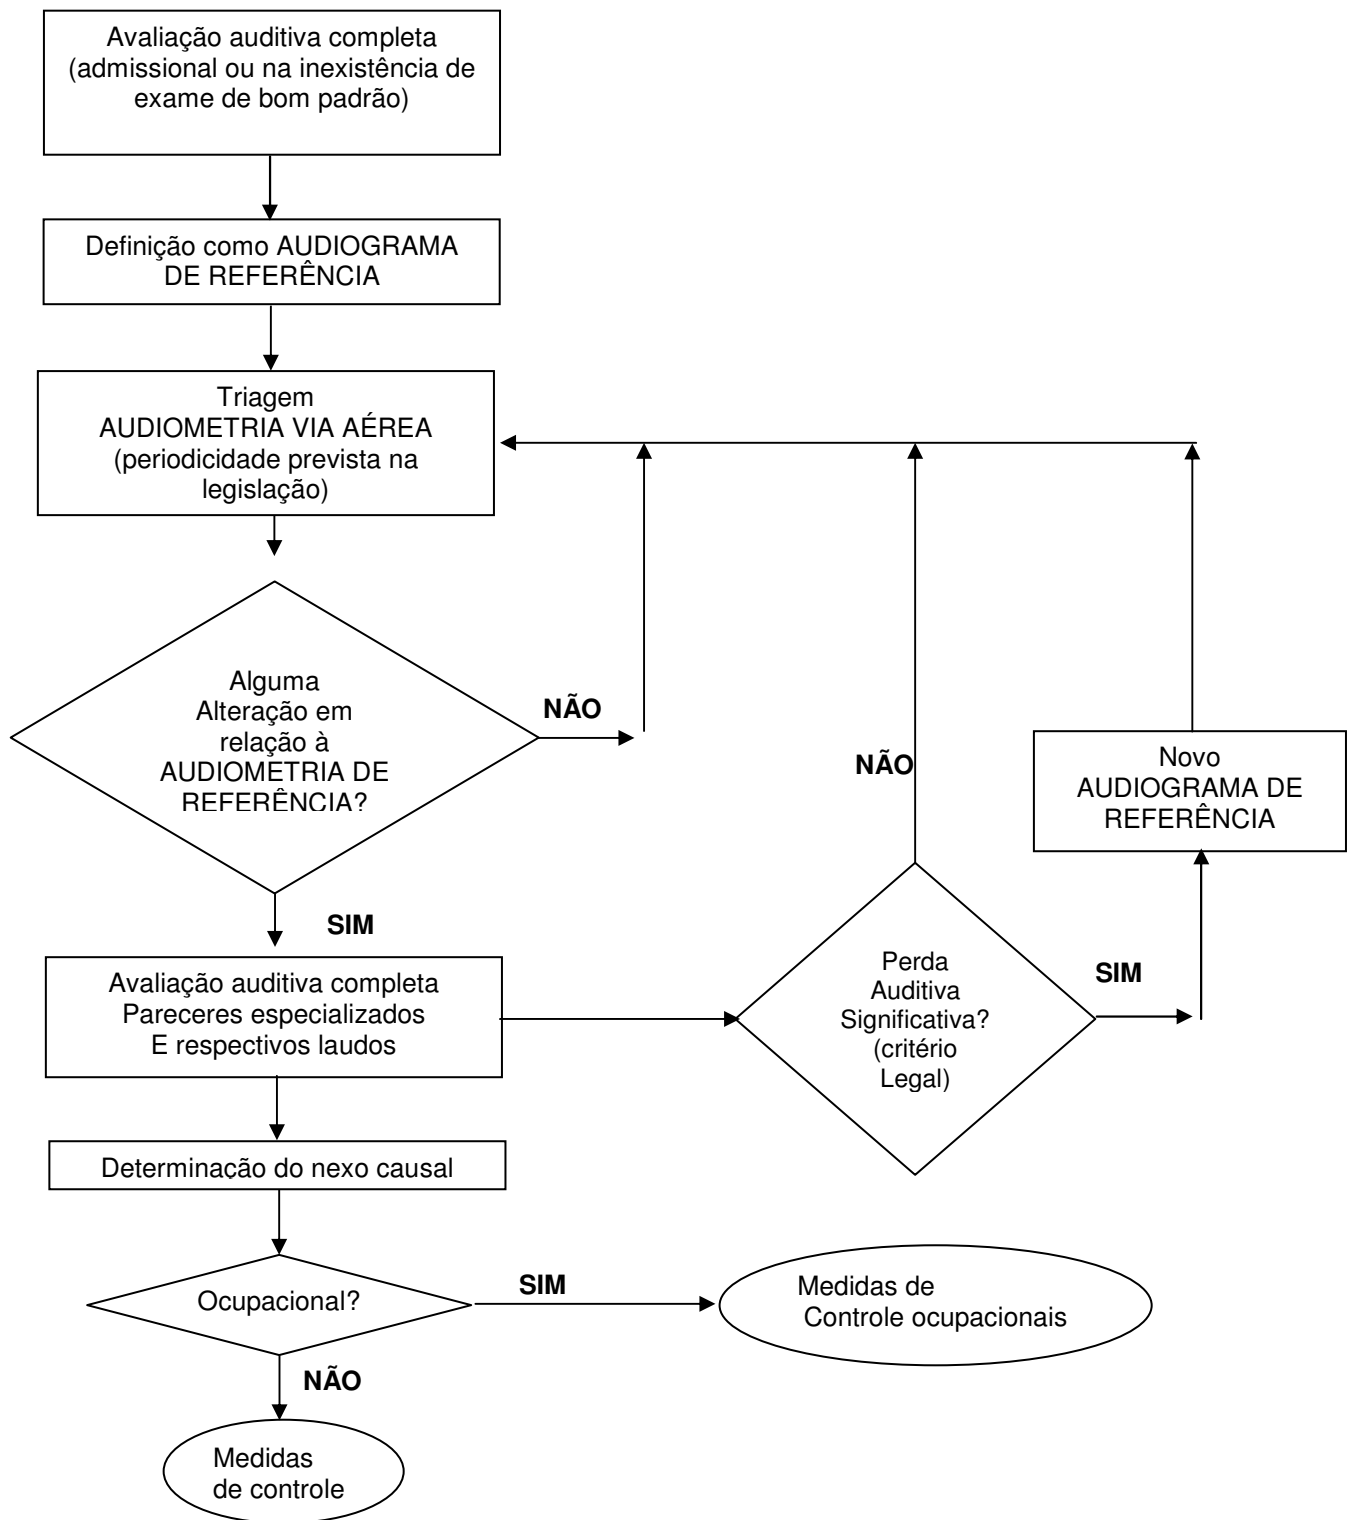 Avaliação auditiva completa
(admissional ou na inexistência de
exame de bom padrão)
Definição como AUDIOGRAMA
DE REFERÊNCIA
Triagem
AUDIOMETRIA VIA AÉREA
(periodicidade prevista na
legislação)
Alguma
Alteração em
relação à
AUDIOMETRIA DE
REFERÊNCIA?
NÃO
SIM
NÃO
Novo
AUDIOGRAMA DE
REFERÊNCIA
Avaliação auditiva completa
Pareceres especializados
E respectivos laudos
Perda
Auditiva
Significativa?
(critério
Legal)
SIM
Determinação do nexo causal
Ocupacional?
SIM
Medidas de
Controle ocupacionais
NÃO
Medidas
de controle